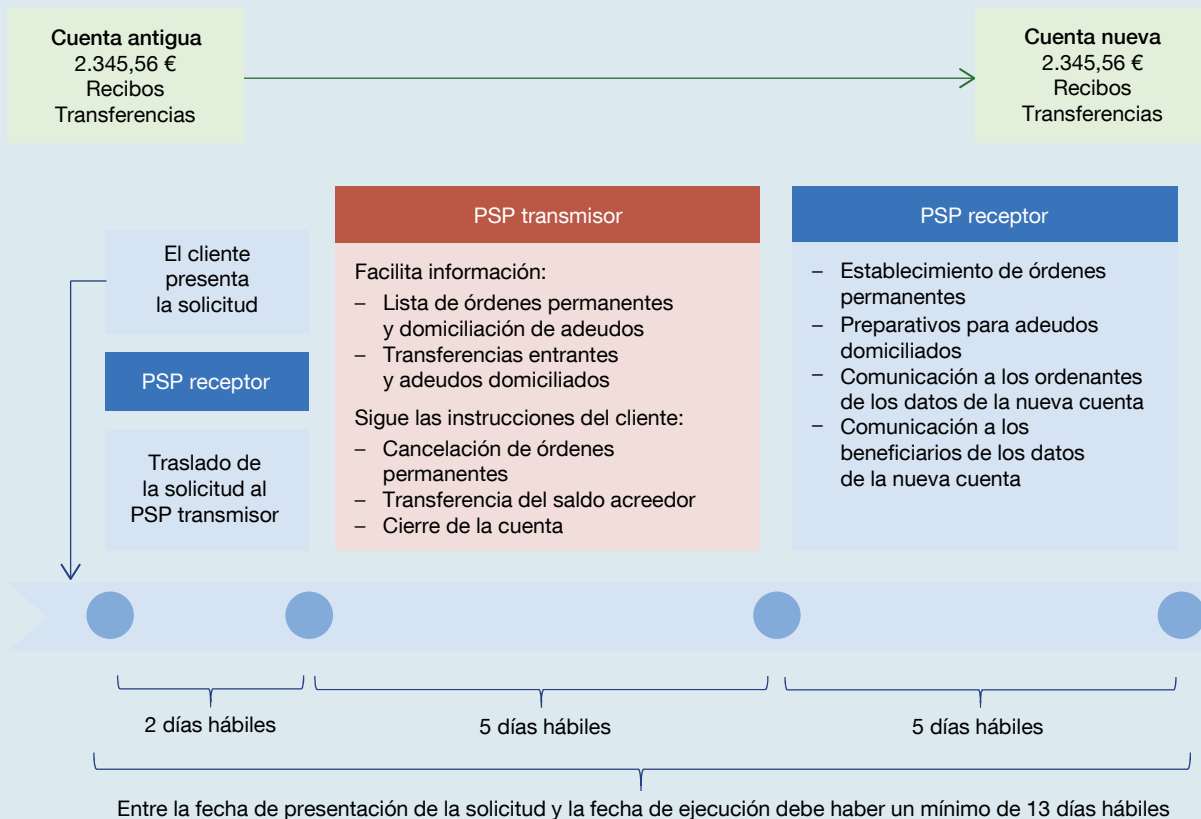 Cuenta antigua
2.345,56 €
Recibos
Transferencias
Cuenta nueva
2.345,56 €
Recibos
Transferencias
El cliente
presenta
la solicitud
PSP receptor
Traslado de
la solicitud al
PSP transmisor
PSP transmisor
Facilita información:
– Lista de órdenes permanentes
y domiciliación de adeudos
– Transferencias entrantes
y adeudos domiciliados
Sigue las instrucciones del cliente:
– Cancelación de órdenes
permanentes
– Transferencia del saldo acreedor
– Cierre de la cuenta
PSP receptor
– Establecimiento de órdenes
permanentes
– Preparativos para adeudos
domiciliados
– Comunicación a los ordenantes
de los datos de la nueva cuenta
– Comunicación a los
beneficiarios de los datos
de la nueva cuenta
2 días hábiles
5 días hábiles
5 días hábiles
Entre la fecha de presentación de la solicitud y la fecha de ejecución debe haber un mínimo de 13 días hábiles